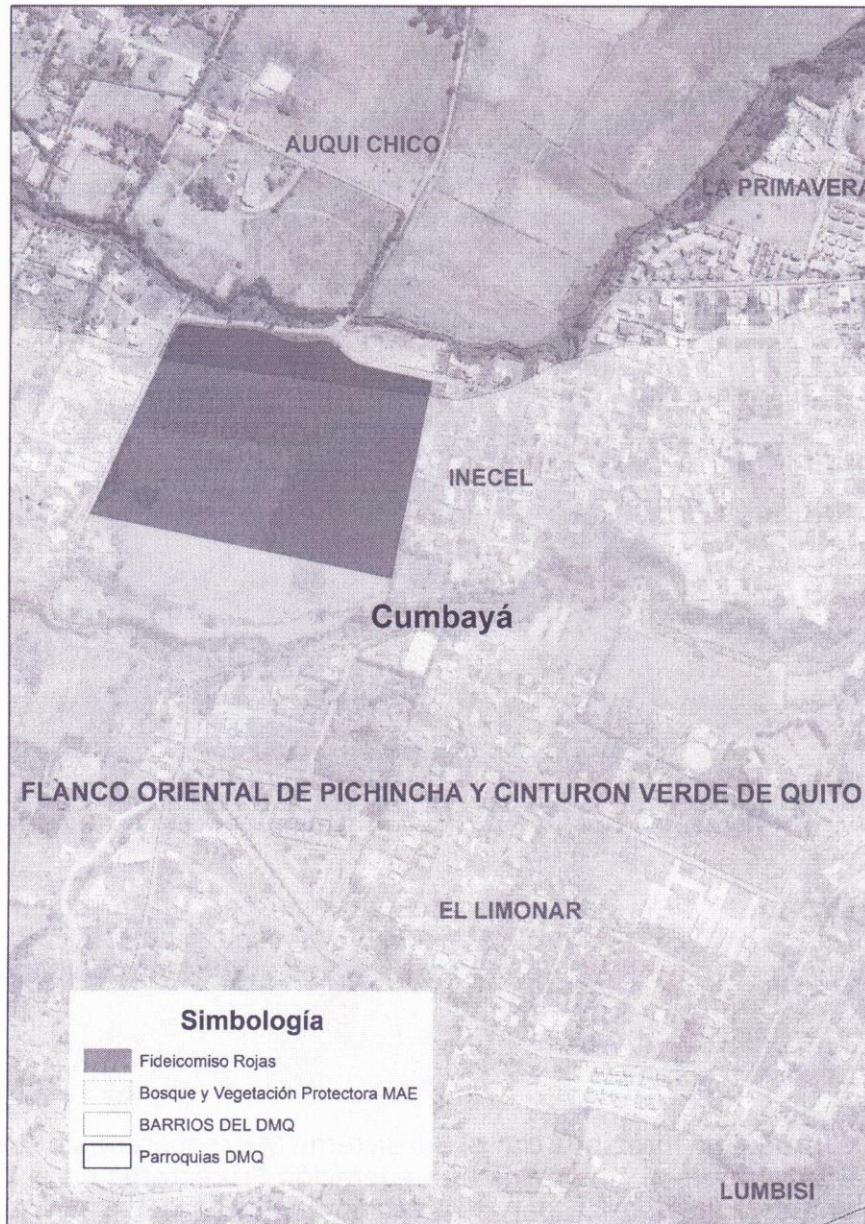 AUQUI CHICO
LA PRIMAVERA
INECEL
Cumbayá
FLANCO ORIENTAL DE PICHINCHA Y CINTURON VERDE DE QUITO
EL LIMONAR
Simbología
Fideicomiso Rojas
Bosque y Vegetación Protectora MAE
BARRIOS DEL DMQ
Parroquias DMQ
LUMBISI